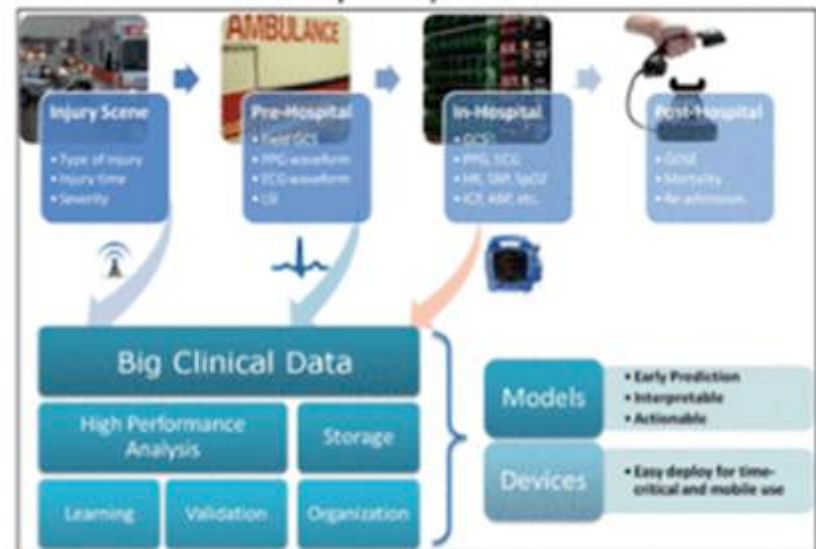 AMBULANCE
Injury Scene
• Type of injury
• Injury time
• Severity
Pre-Hospital
• Field GCS
• PPG waveform
• ECG waveform
• LSI
In-Hospital
• GCS
• PPG, ECG
• HR, SBP, SpO2
• ICP, ABP, etc.
Post-Hospital
• GOSE
• Mortality
• Re-admission
Big Clinical Data
High Performance
Analysis
Storage
Learning
Validation
Organization
Models
• Early Prediction
• Interpretable
• Actionable
Devices
• Easy deploy for time-
critical and mobile use